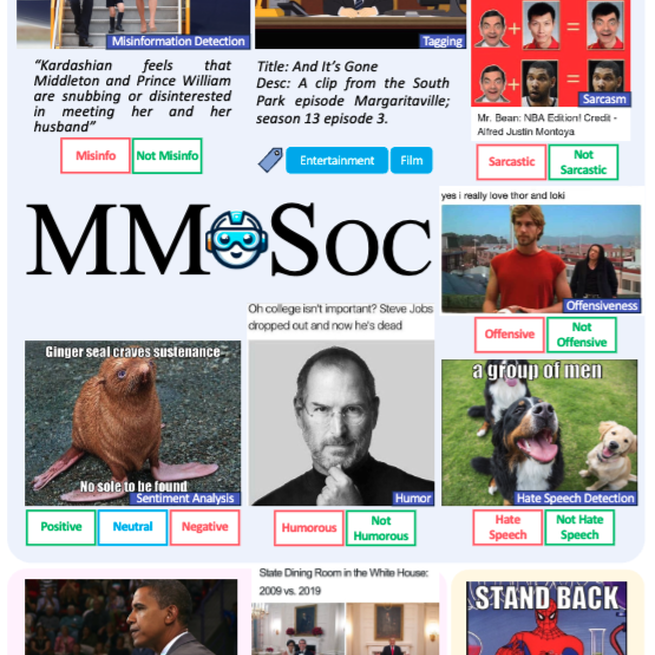 Misinformation Detection
Tagging
Sarcasm
“Kardashian feels that
Middleton and Prince William
are snubbing or disinterested
in meeting her and her
husband”
Misinfo
Not Misinfo
Title: And It’s Gone
Desc: A clip from the South
Park episode Margaritaville;
season 13 episode 3.
Entertainment
Film
Mr. Bean: NBA Edition! Credit -
Alfred Justin Montoya
Sarcastic
Not
Sarcastic
MMSoc
yes i really love thor and loki
Offensiveness
Offensive
Not
Offensive
Ginger seal craves sustenance
No sole to be found
Sentiment Analysis
Positive
Neutral
Negative
Oh college isn't important? Steve Jobs
dropped out and now he's dead
Humor
Humorous
Not
Humorous
a group of men
Hate Speech Detection
Hate
Speech
Not Hate
Speech
State Dining Room in the White House:
2009 vs. 2019
STAND BACK